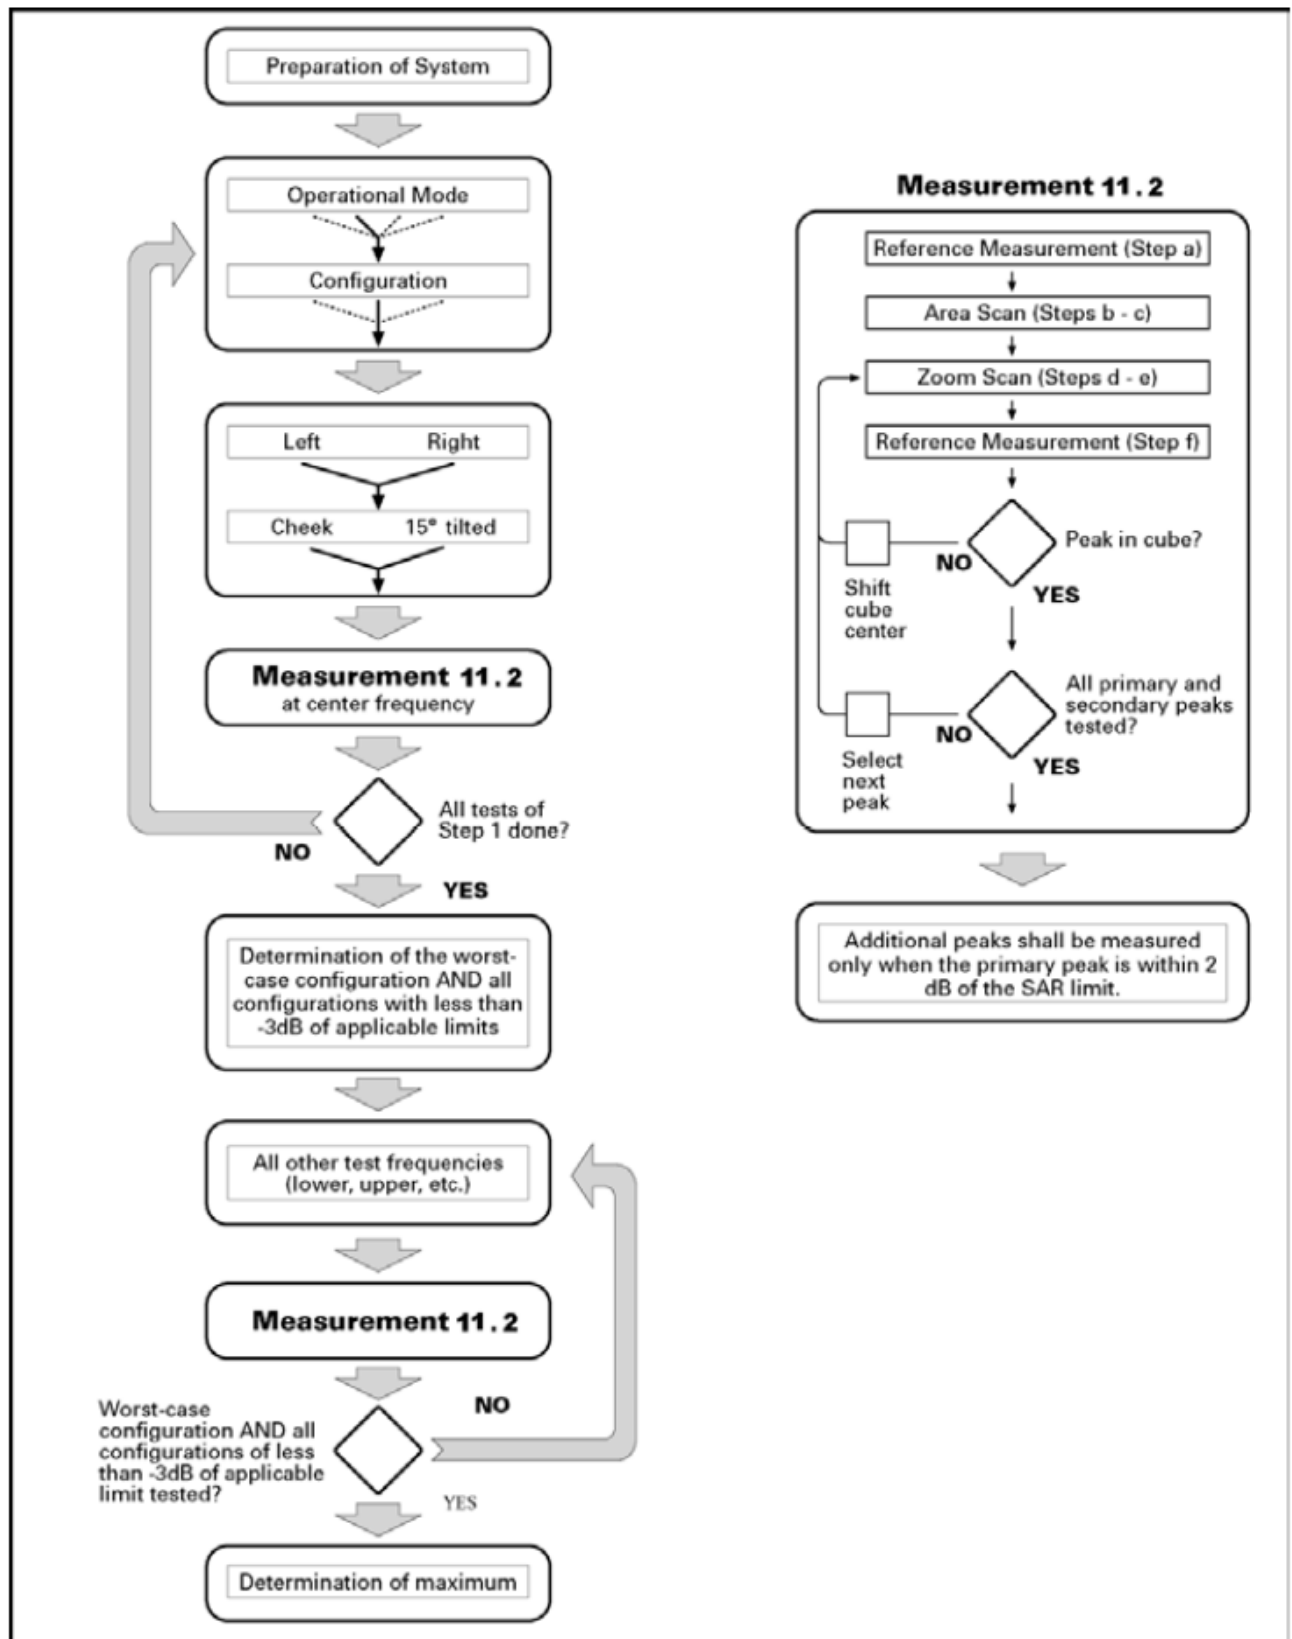 Preparation of System
Operational Mode
Configuration
Left Right
Cheek 15° tilted
Measurement 11.2
at center frequency
All tests of
Step 1 done?
NO
YES
Determination of the worst-
case configuration AND all
configurations with less than
-3dB of applicable limits
All other test frequencies
(lower, upper, etc.)
Measurement 11.2
NO
Worst-case
configuration AND all
configurations of less
than -3dB of applicable
limit tested?
YES
Determination of maximum
Measurement 11.2
Reference Measurement (Step a)
Area Scan (Steps b - c)
Zoom Scan (Steps d - e)
Reference Measurement (Step f)
Peak in cube?
NO
Shift
cube
center
YES
All primary and
secondary peaks
tested?
NO
Select
next
peak
YES
Additional peaks shall be measured
only when the primary peak is within 2
dB of the SAR limit.